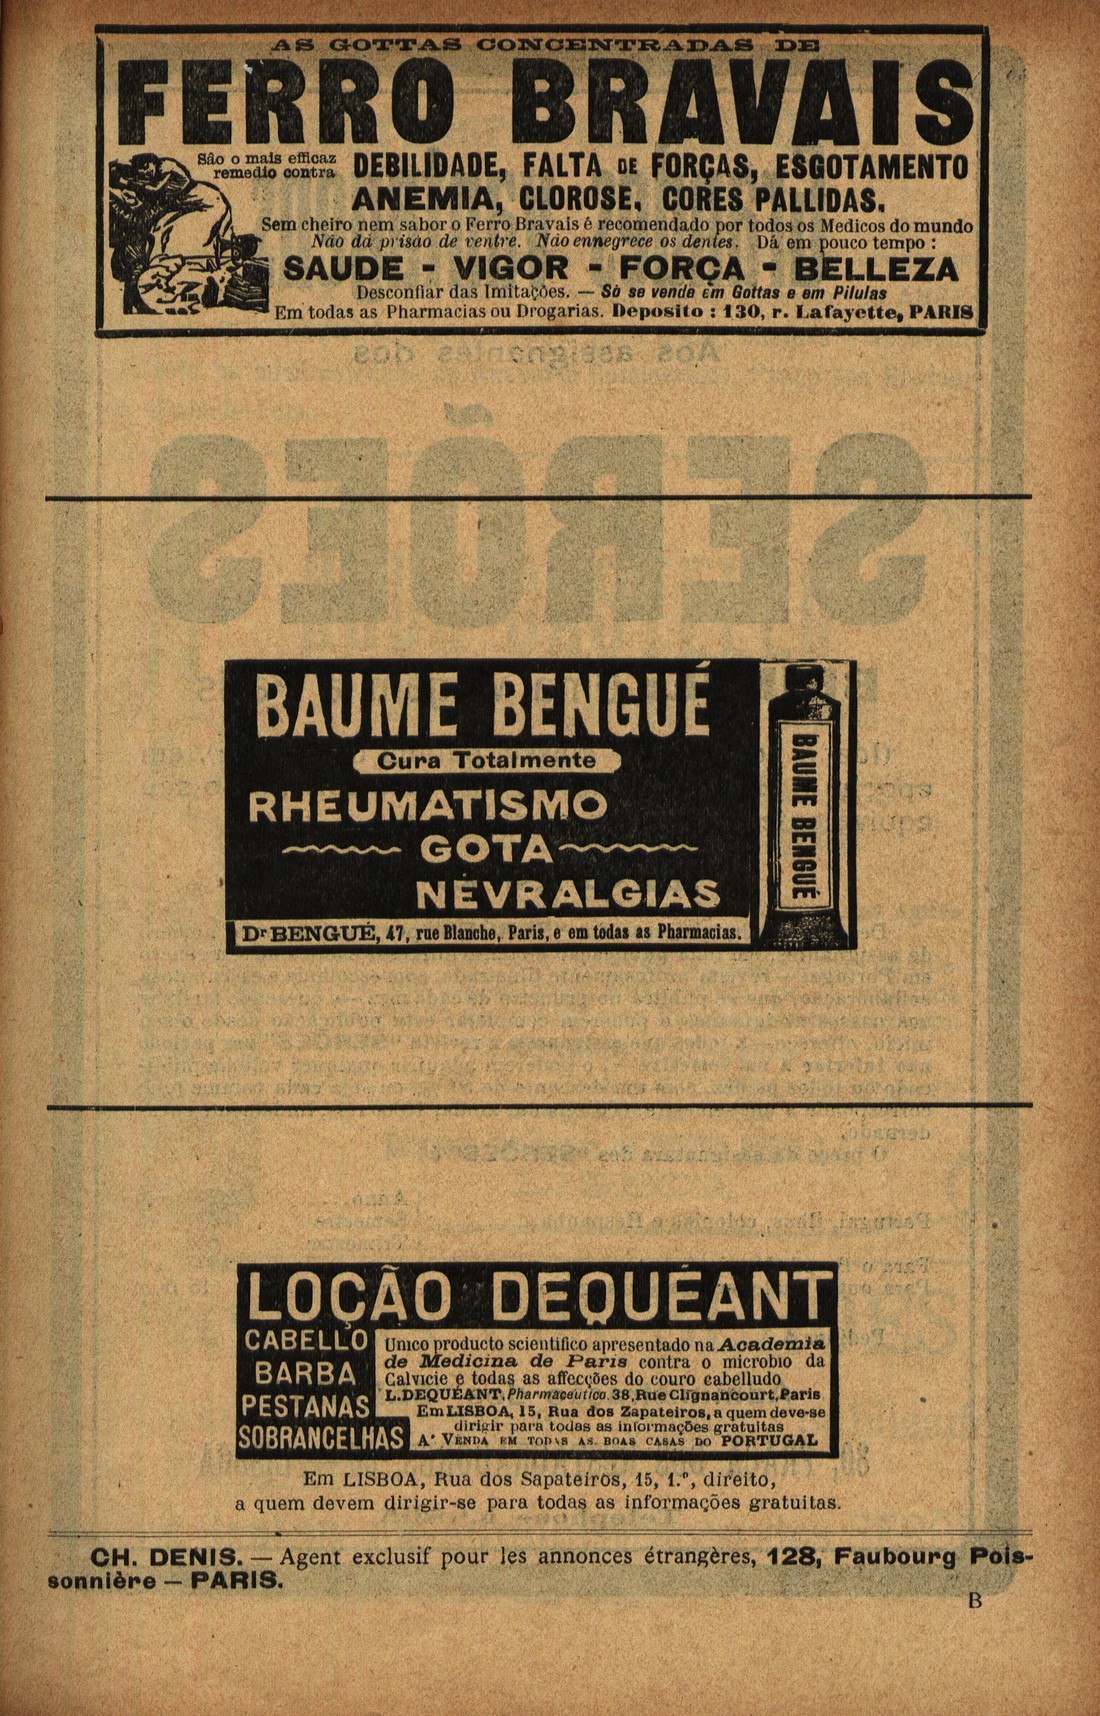 AS GOTTAS CONCENTRADAS DE
FERRO BRAVAIS
São o mais efficaz
remedio contra
DEBILIDADE, FALTA DE FORÇAS, ESGOTAMENTO
ANEMIA, CLOROSE, CORES PALLIDAS.
Sem cheiro nem sabor o Ferro Bravais é recomendado por todos os Medicos do mundo
Não dá prisão de ventre. Não ennegrece os dentes. Dá em pouco tempo :
SAUDE - VIGOR - FORÇA - BELLEZA
Desconfiar das Imitações. — Só se vende em Gottas e em Pilulas
Em todas as Pharmacias ou Drogarias. Deposito : 130, r. Lafayette, PARIS
BAUME BENGUÉ
Cura Totalmente
RHEUMATISMO
GOTA
NEVRALGIAS
Dr BENGUÉ, 47, rue Blanche, Paris, e em todas as Pharmacias.
BAUME BENGUÉ
LOÇÃO DEQUÉANT
CABELLO
BARBA
PESTANAS
SOBRANCELHAS
Unico producto scientifico apresentado na Academia
de Medicina de Paris contra o microbio da
Calvicie e todas as affecções do couro cabelludo
L. DEQUÉANT, Pharmaceutico, 38, Rue Clignancourt, Paris
Em LISBOA, 15, Rua dos Zapateiros, a quem deve-se
dirigir para todas as informações gratuitas
A' VENDA EM TODAS AS BOAS CASAS DO PORTUGAL
Em LISBOA, Rua dos Sapateiros, 15, 1.º, direito,
a quem devem dirigir-se para todas as informações gratuitas.
CH. DENIS. — Agent exclusif pour les annonces étrangères, 128, Faubourg Pois-
sonnière — PARIS.
B